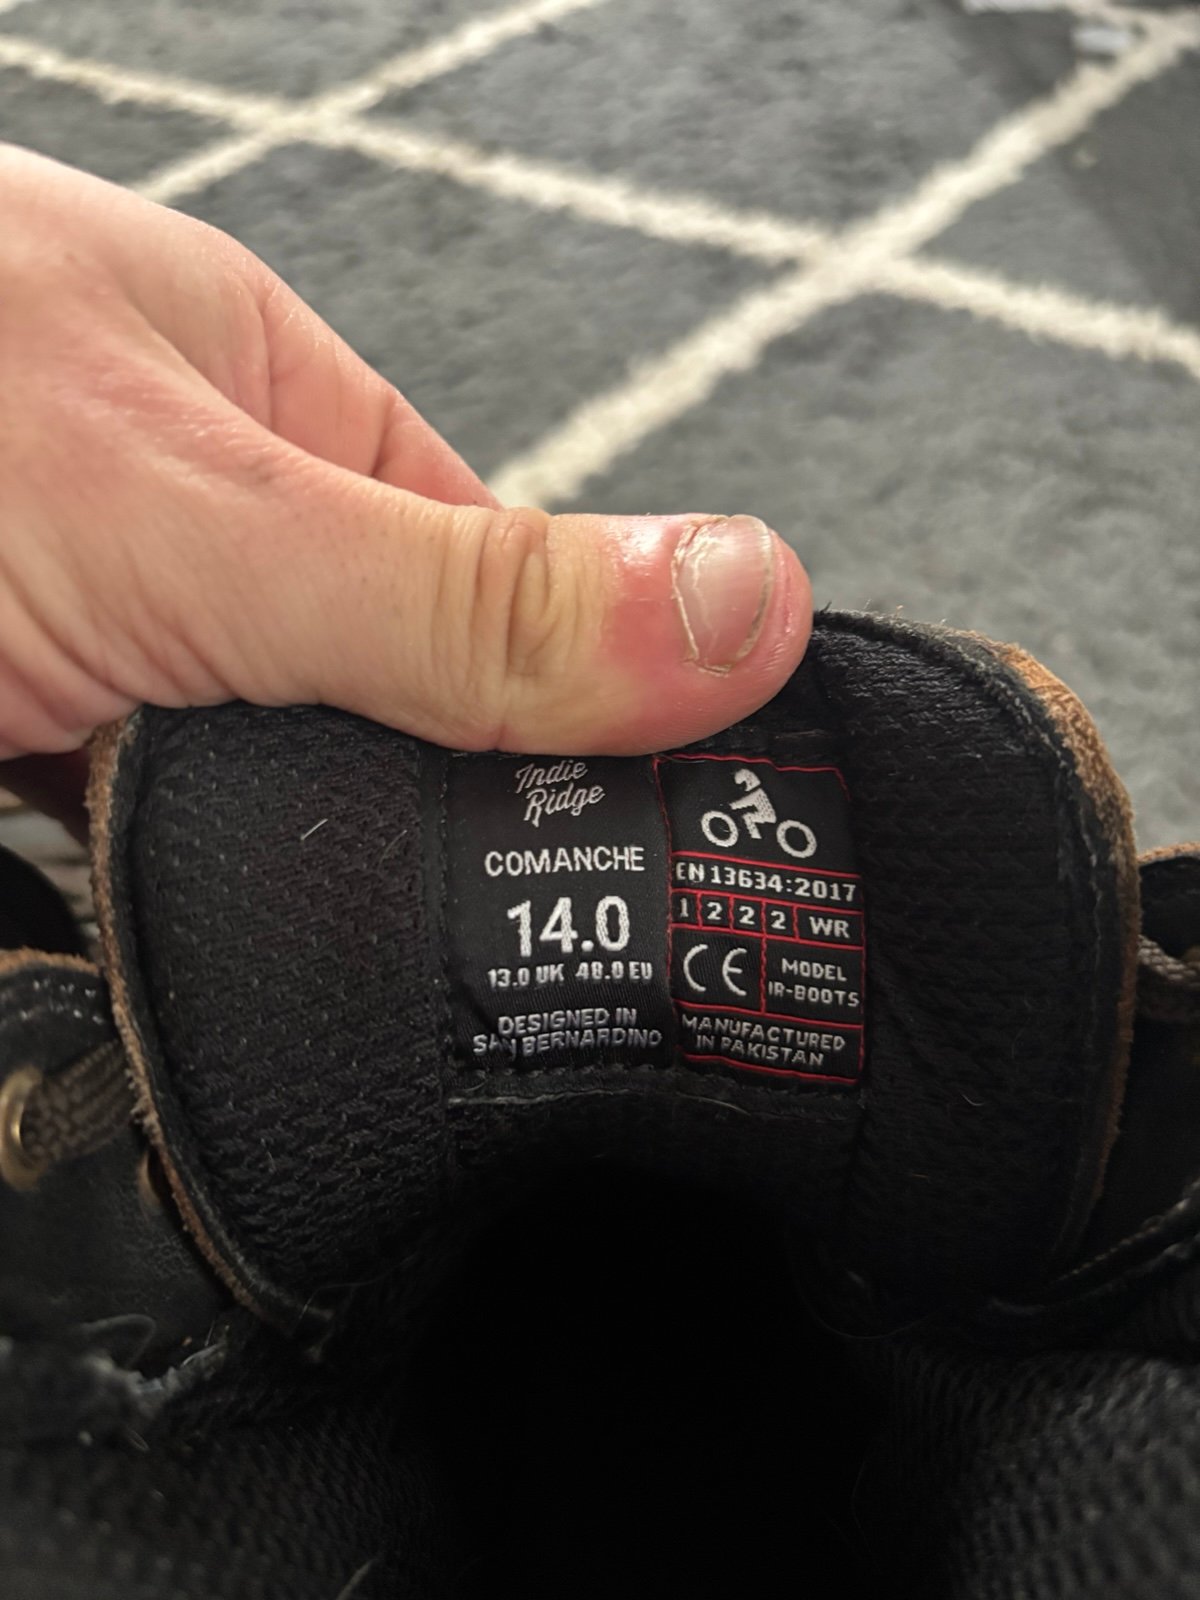 Indie
Ridge
COMANCHE
14.0
13.0 UK 48.0 EU
DESIGNED IN
SAN BERNARDINO
EN 13634:2017
1 2 2 2 WR
CE
MODEL
IR-BOOTS
MANUFACTURED
IN PAKISTAN